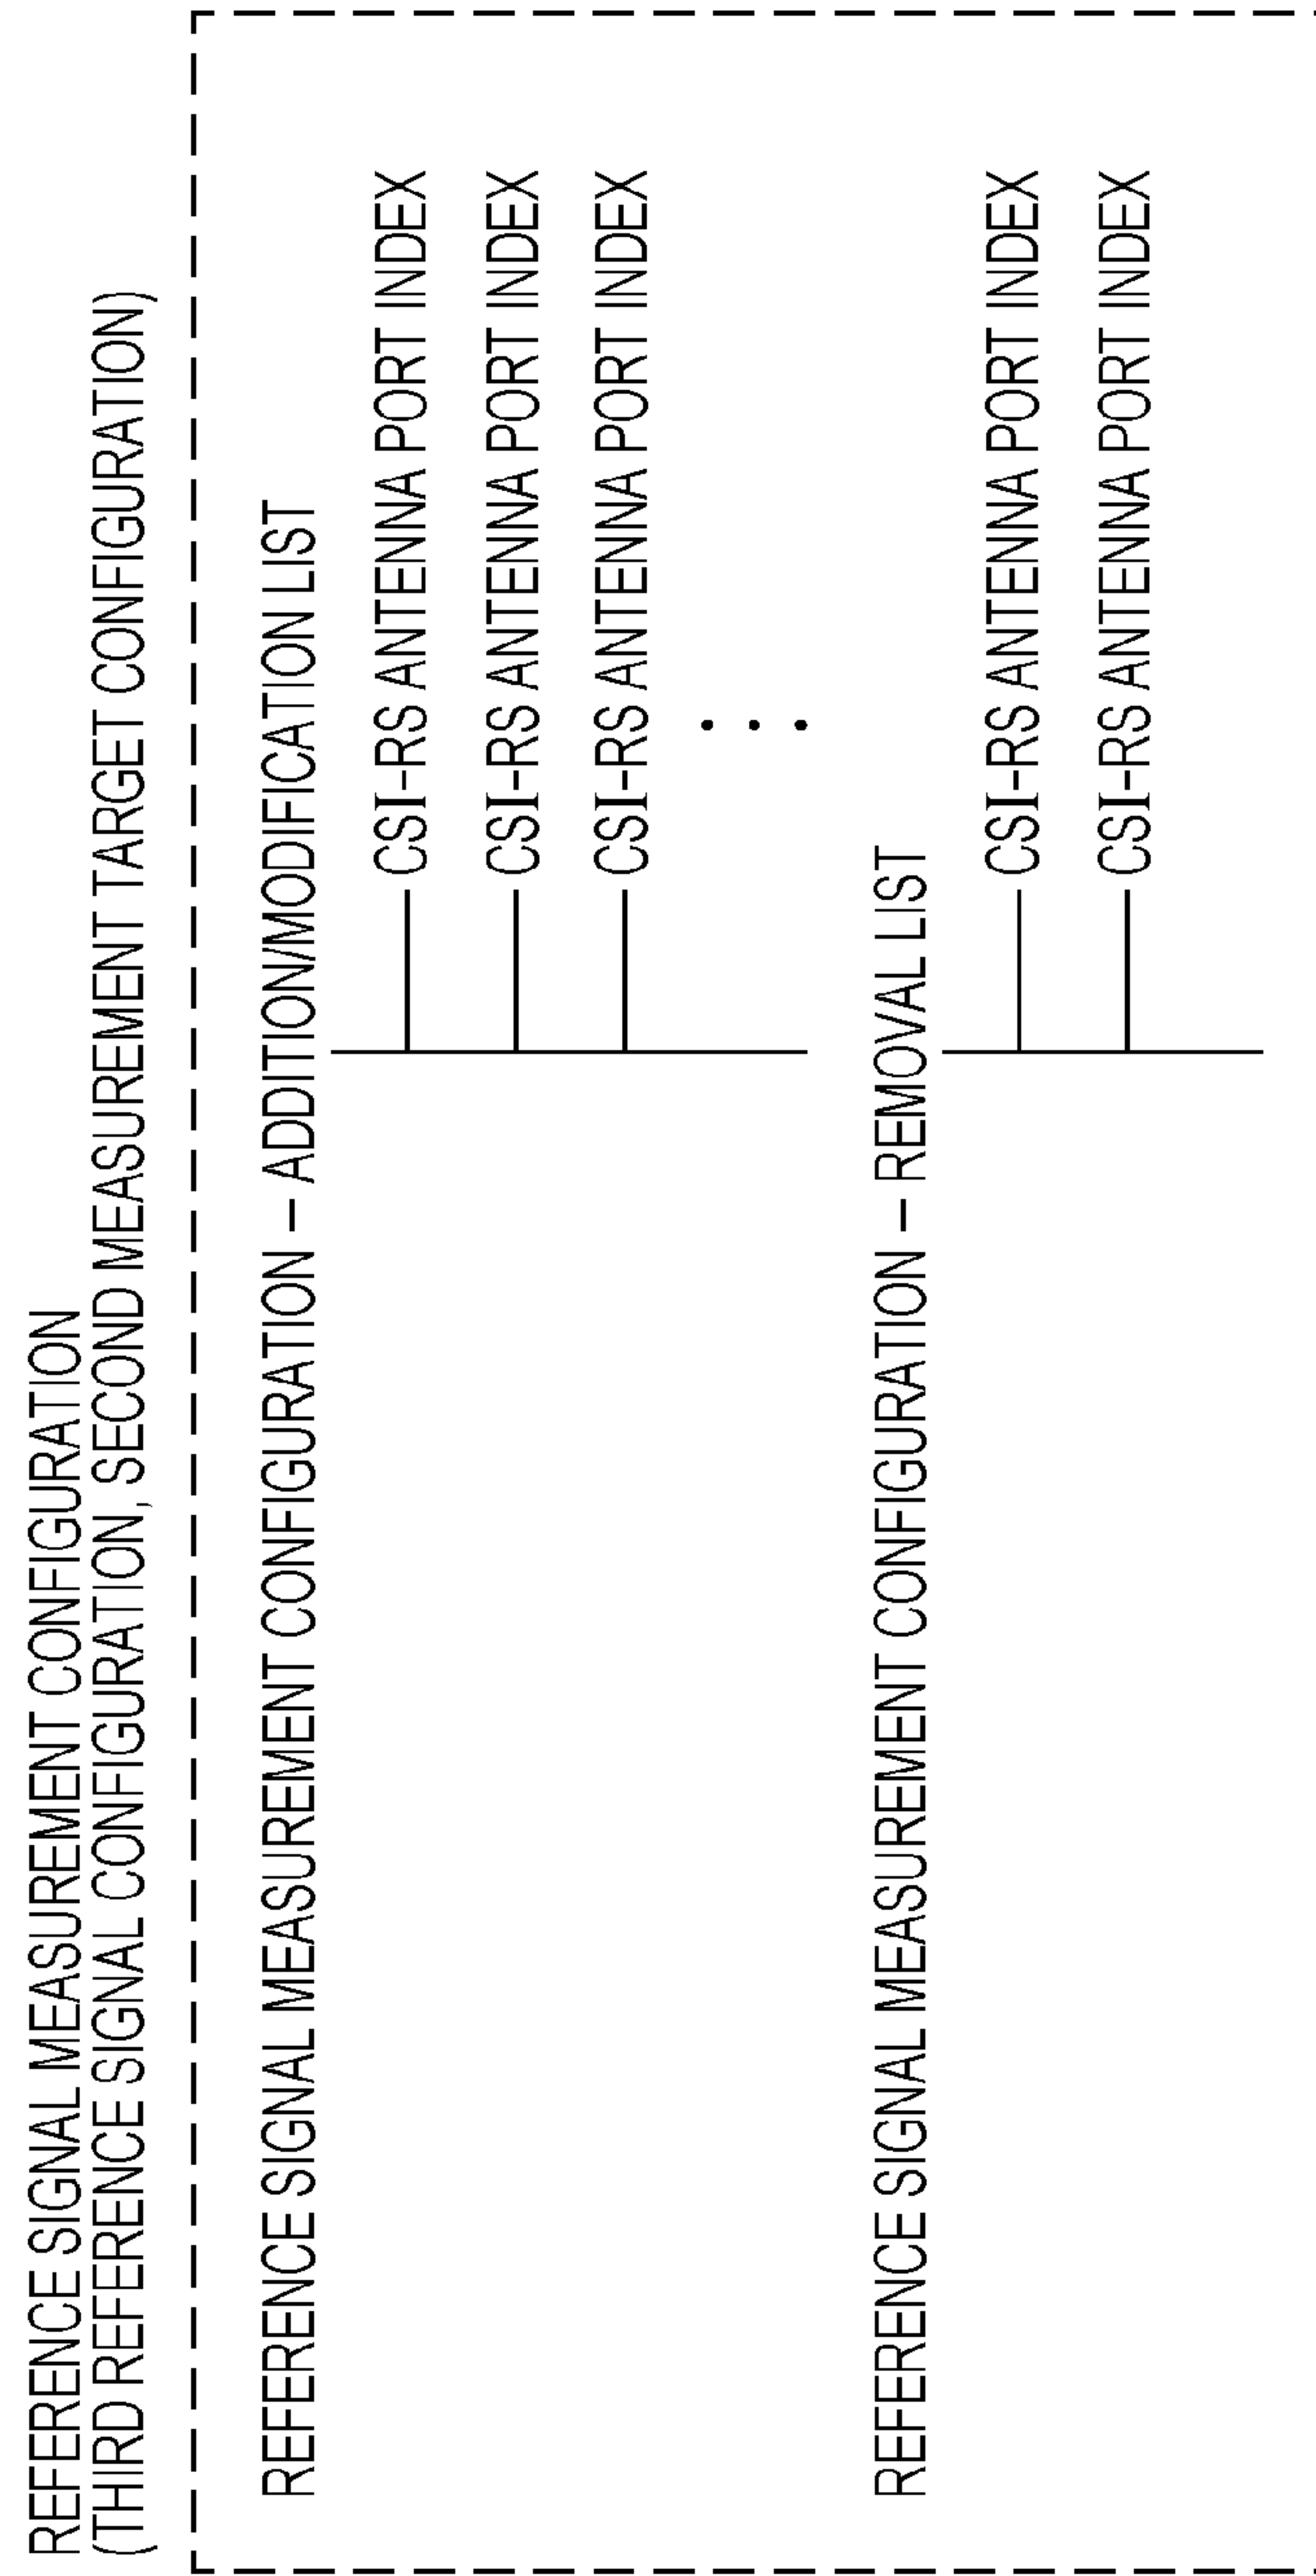 REFERENCE SIGNAL MEASUREMENT CONFIGURATION
(THIRD REFERENCE SIGNAL CONFIGURATION, SECOND MEASUREMENT TARGET CONFIGURATION)
REFERENCE SIGNAL MEASUREMENT CONFIGURATION – ADDITION/MODIFICATION LIST
CSI-RS ANTENNA PORT INDEX
CSI-RS ANTENNA PORT INDEX
CSI-RS ANTENNA PORT INDEX
• • •
REFERENCE SIGNAL MEASUREMENT CONFIGURATION – REMOVAL LIST
CSI-RS ANTENNA PORT INDEX
CSI-RS ANTENNA PORT INDEX